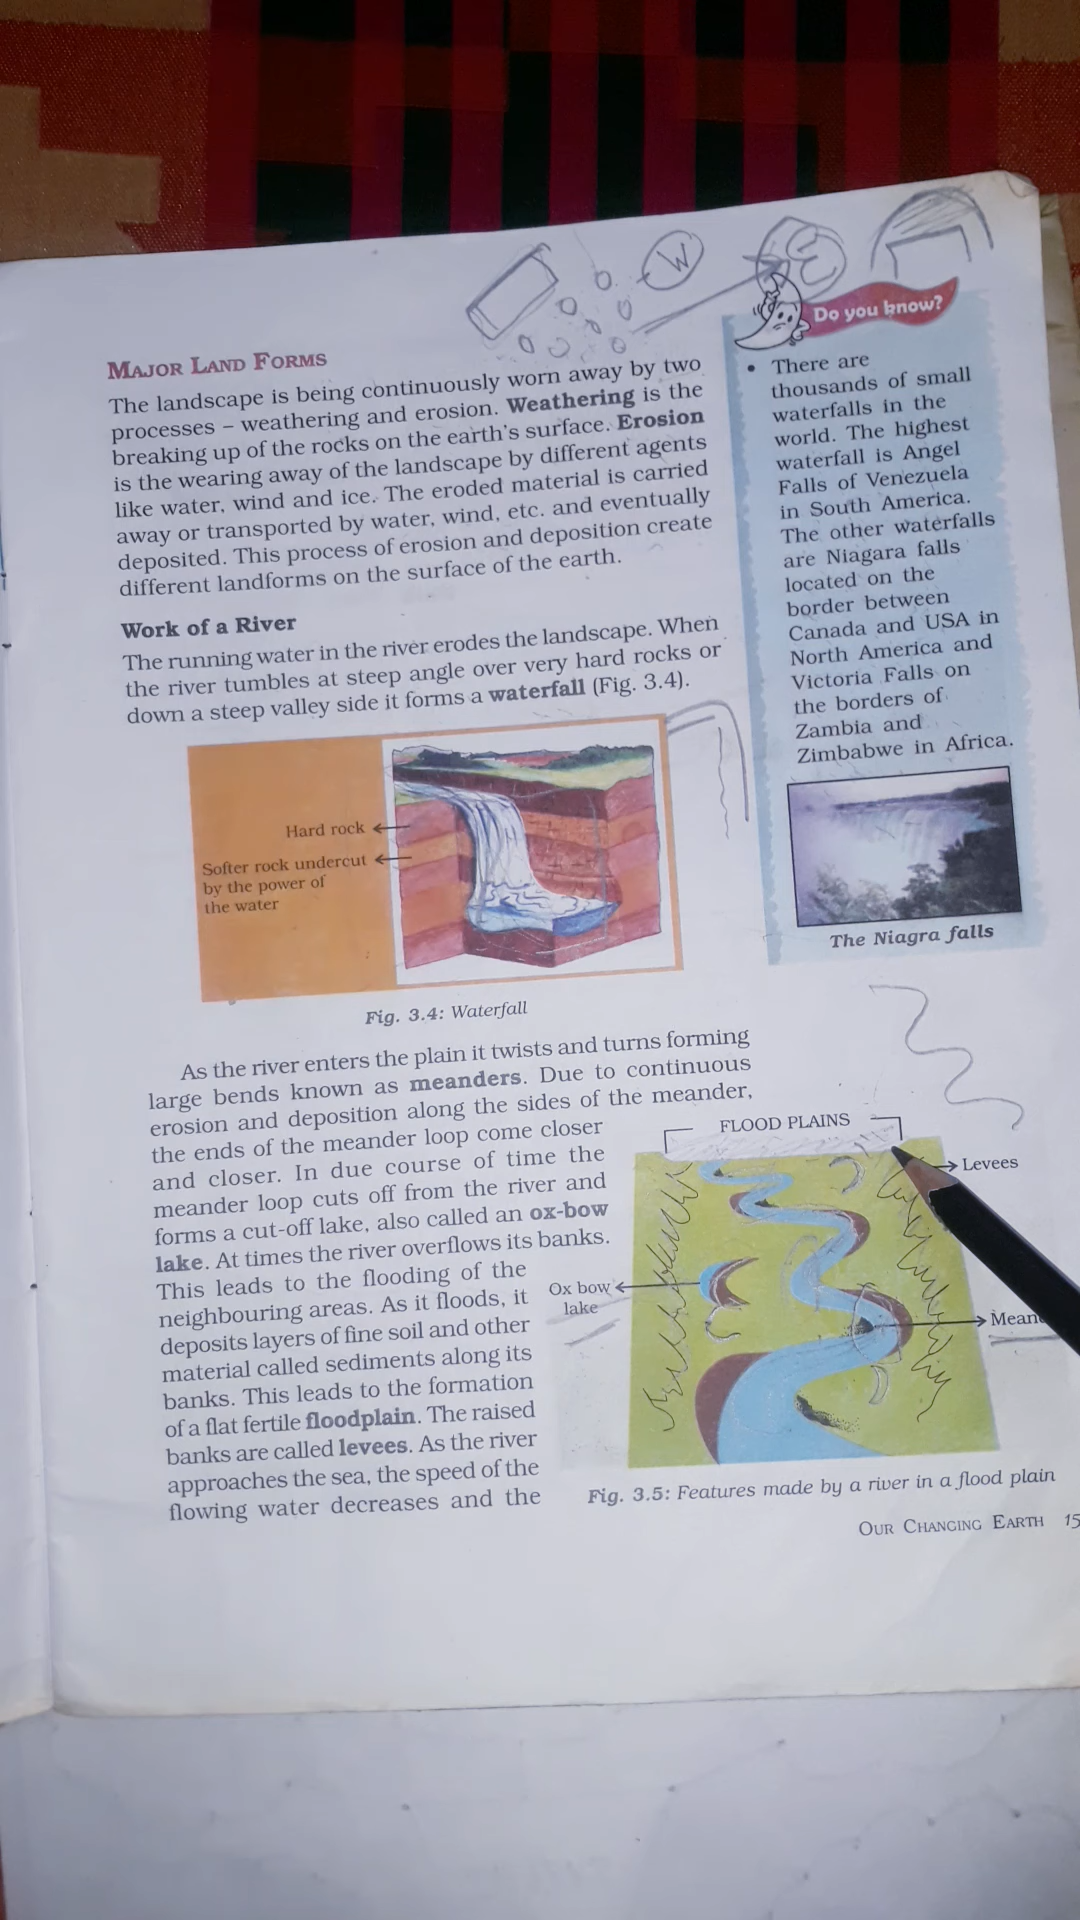 W
MAJOR LAND FORMS
The landscape is being continuously worn away by two
processes – weathering and erosion. Weathering is the
breaking up of the rocks on the earth's surface. Erosion
is the wearing away of the landscape by different agents
like water, wind and ice. The eroded material is carried
away or transported by water, wind, etc. and eventually
deposited. This process of erosion and deposition create
different landforms on the surface of the earth.
Work of a River
The running water in the river erodes the landscape. When
the river tumbles at steep angle over very hard rocks or
down a steep valley side it forms a waterfall (Fig. 3.4).
Hard rock
Softer rock undercut
by the power of
the water
Fig. 3.4: Waterfall
Do you know?
• There are
thousands of small
waterfalls in the
world. The highest
waterfall is Angel
Falls of Venezuela
in South America.
The other waterfalls
are Niagara falls
located on the
border between
Canada and USA in
North America and
Victoria Falls on
the borders of
Zambia and
Zimbabwe in Africa.
The Niagra falls
As the river enters the plain it twists and turns forming
large bends known as meanders. Due to continuous
erosion and deposition along the sides of the meander,
the ends of the meander loop come closer
and closer. In due course of time the
meander loop cuts off from the river and
forms a cut-off lake, also called an ox-bow
lake. At times the river overflows its banks.
This leads to the flooding of the
neighbouring areas. As it floods, it
deposits layers of fine soil and other
material called sediments along its
banks. This leads to the formation
of a flat fertile floodplain. The raised
banks are called levees. As the river
approaches the sea, the speed of the
flowing water decreases and the
FLOOD PLAINS
Levees
Ox bow
lake
Mean
Fig. 3.5: Features made by a river in a flood plain
OUR CHANGING EARTH 15